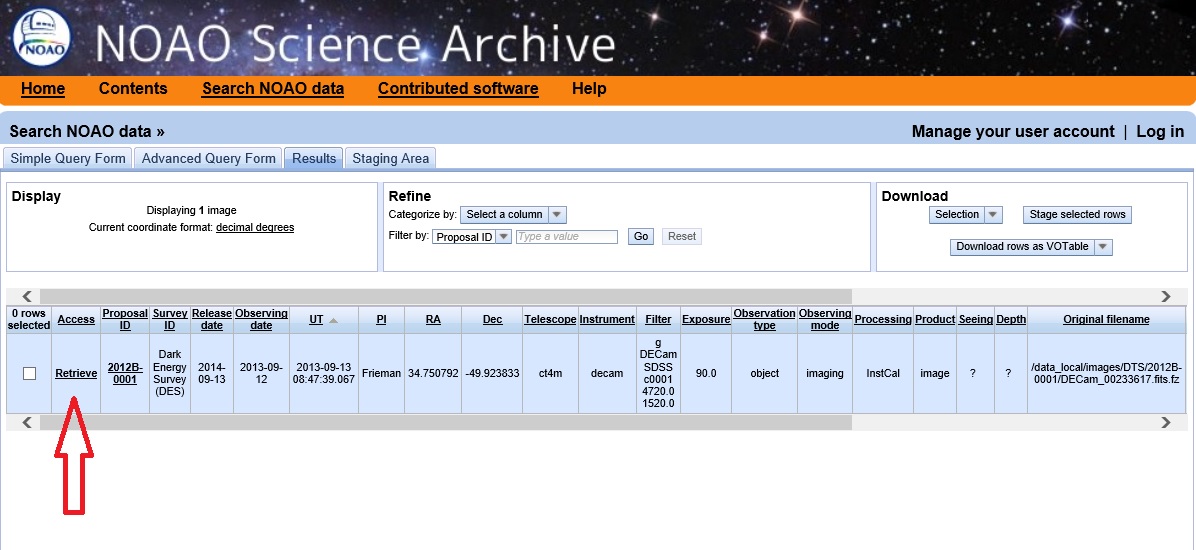 NOAO
NOAO Science Archive
Home Contents Search NOAO data Contributed software Help
Search NOAO data »
Manage your user account | Log in
Simple Query Form Advanced Query Form Results Staging Area
Display
Displaying 1 image
Current coordinate format: decimal degrees
Refine
Categorize by: Select a column
Filter by: Proposal ID Type a value Go Reset
Download
Selection Stage selected rows
Download rows as VOTable
0 rows selected Access Proposal ID Survey ID Release date Observing date UT PI RA Dec Telescope Instrument Filter Exposure Observation type Observing mode Processing Product Seeing Depth Original filename
Retrieve 2012B-0001 Dark Energy Survey (DES) 2014-09-13 2013-09-12 2013-09-13 08:47:39.067 Frieman 34.750792 -49.923833 ct4m decam g DECam SDSS c0001 4720.0 1520.0 90.0 object imaging InstCal image ? ? /data_local/images/DTS/2012B-0001/DECam_00233617.fits.fz